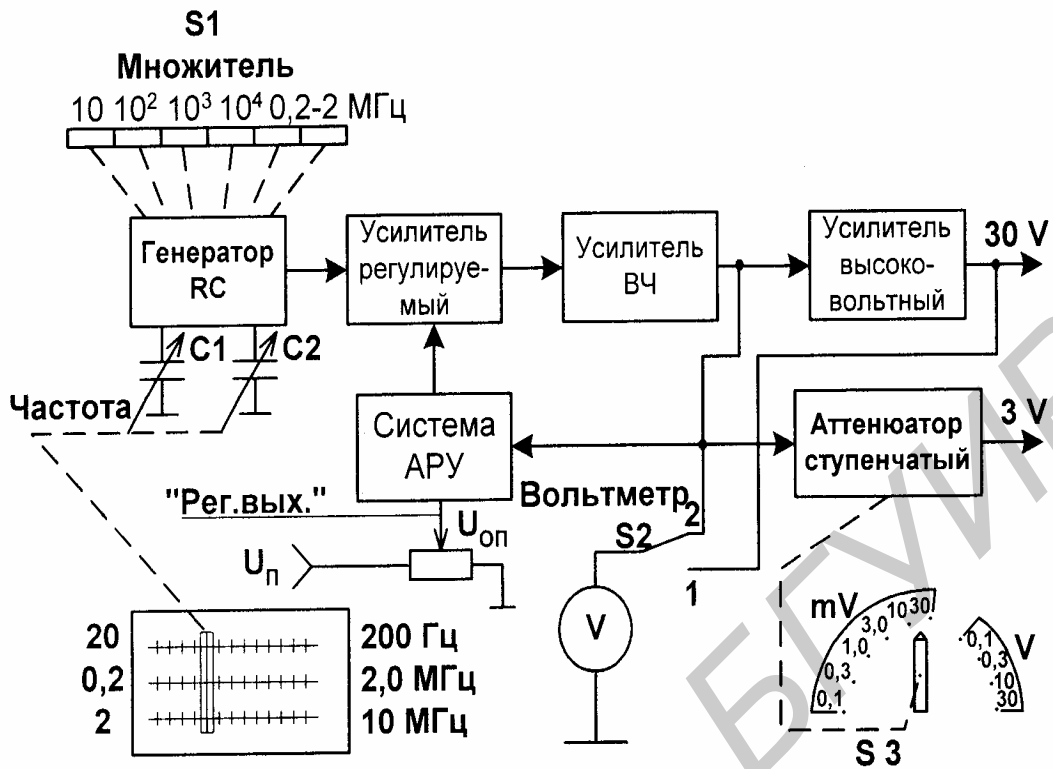 S1
Множитель
10 10² 10³ 10⁴ 0,2-2 МГц
Генератор
RC
Усилитель
регулируе-
мый
Усилитель
ВЧ
Усилитель
высоко-
вольтный
30 V
C1
C2
Частота
Система
АРУ
Аттенюатор
ступенчатый
3 V
"Рег.вых."
Uоп
Uп
Вольтметр
S2
2
1
V
20
200 Гц
0,2
2,0 МГц
2
10 МГц
mV
0,1
0,3
1,0
3,0
10
30
V
0,1
0,3
10
30
S 3
БГУИР